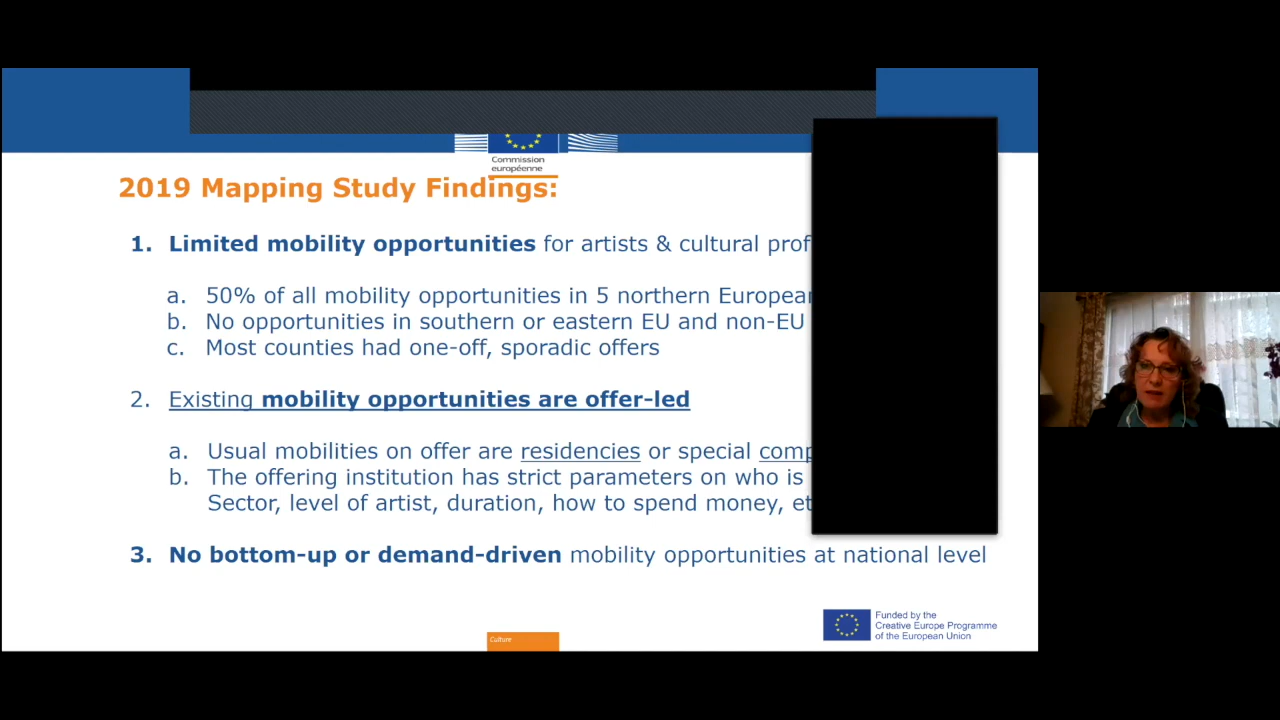 Commission
européenne
2019 Mapping Study Findings:
1. Limited mobility opportunities for artists & cultural
a. 50% of all mobility opportunities in 5 northern
b. No opportunities in southern or eastern EU and non-EU
c. Most counties had one-off, sporadic offers
2. Existing mobility opportunities are offer-led
a. Usual mobilities on offer are residencies or special
b. The offering institution has strict parameters on who is
Sector, level of artist, duration, how to spend money,
3. No bottom-up or demand-driven mobility opportunities at national level
Funded by the
Creative Europe Programme
of the European Union
Culture